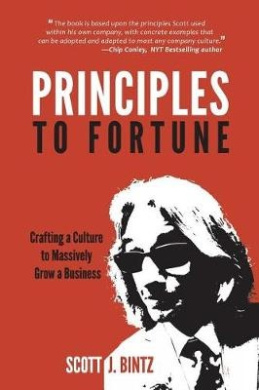 "The book is based upon the principles Scott used
within his own company, with concrete examples that
can be adopted and adapted to meet any company culture."
—Chip Conley, NYT Bestselling author
PRINCIPLES
TO FORTUNE
Crafting a Culture
to Massively
Grow a Business
SCOTT J. BINTZ